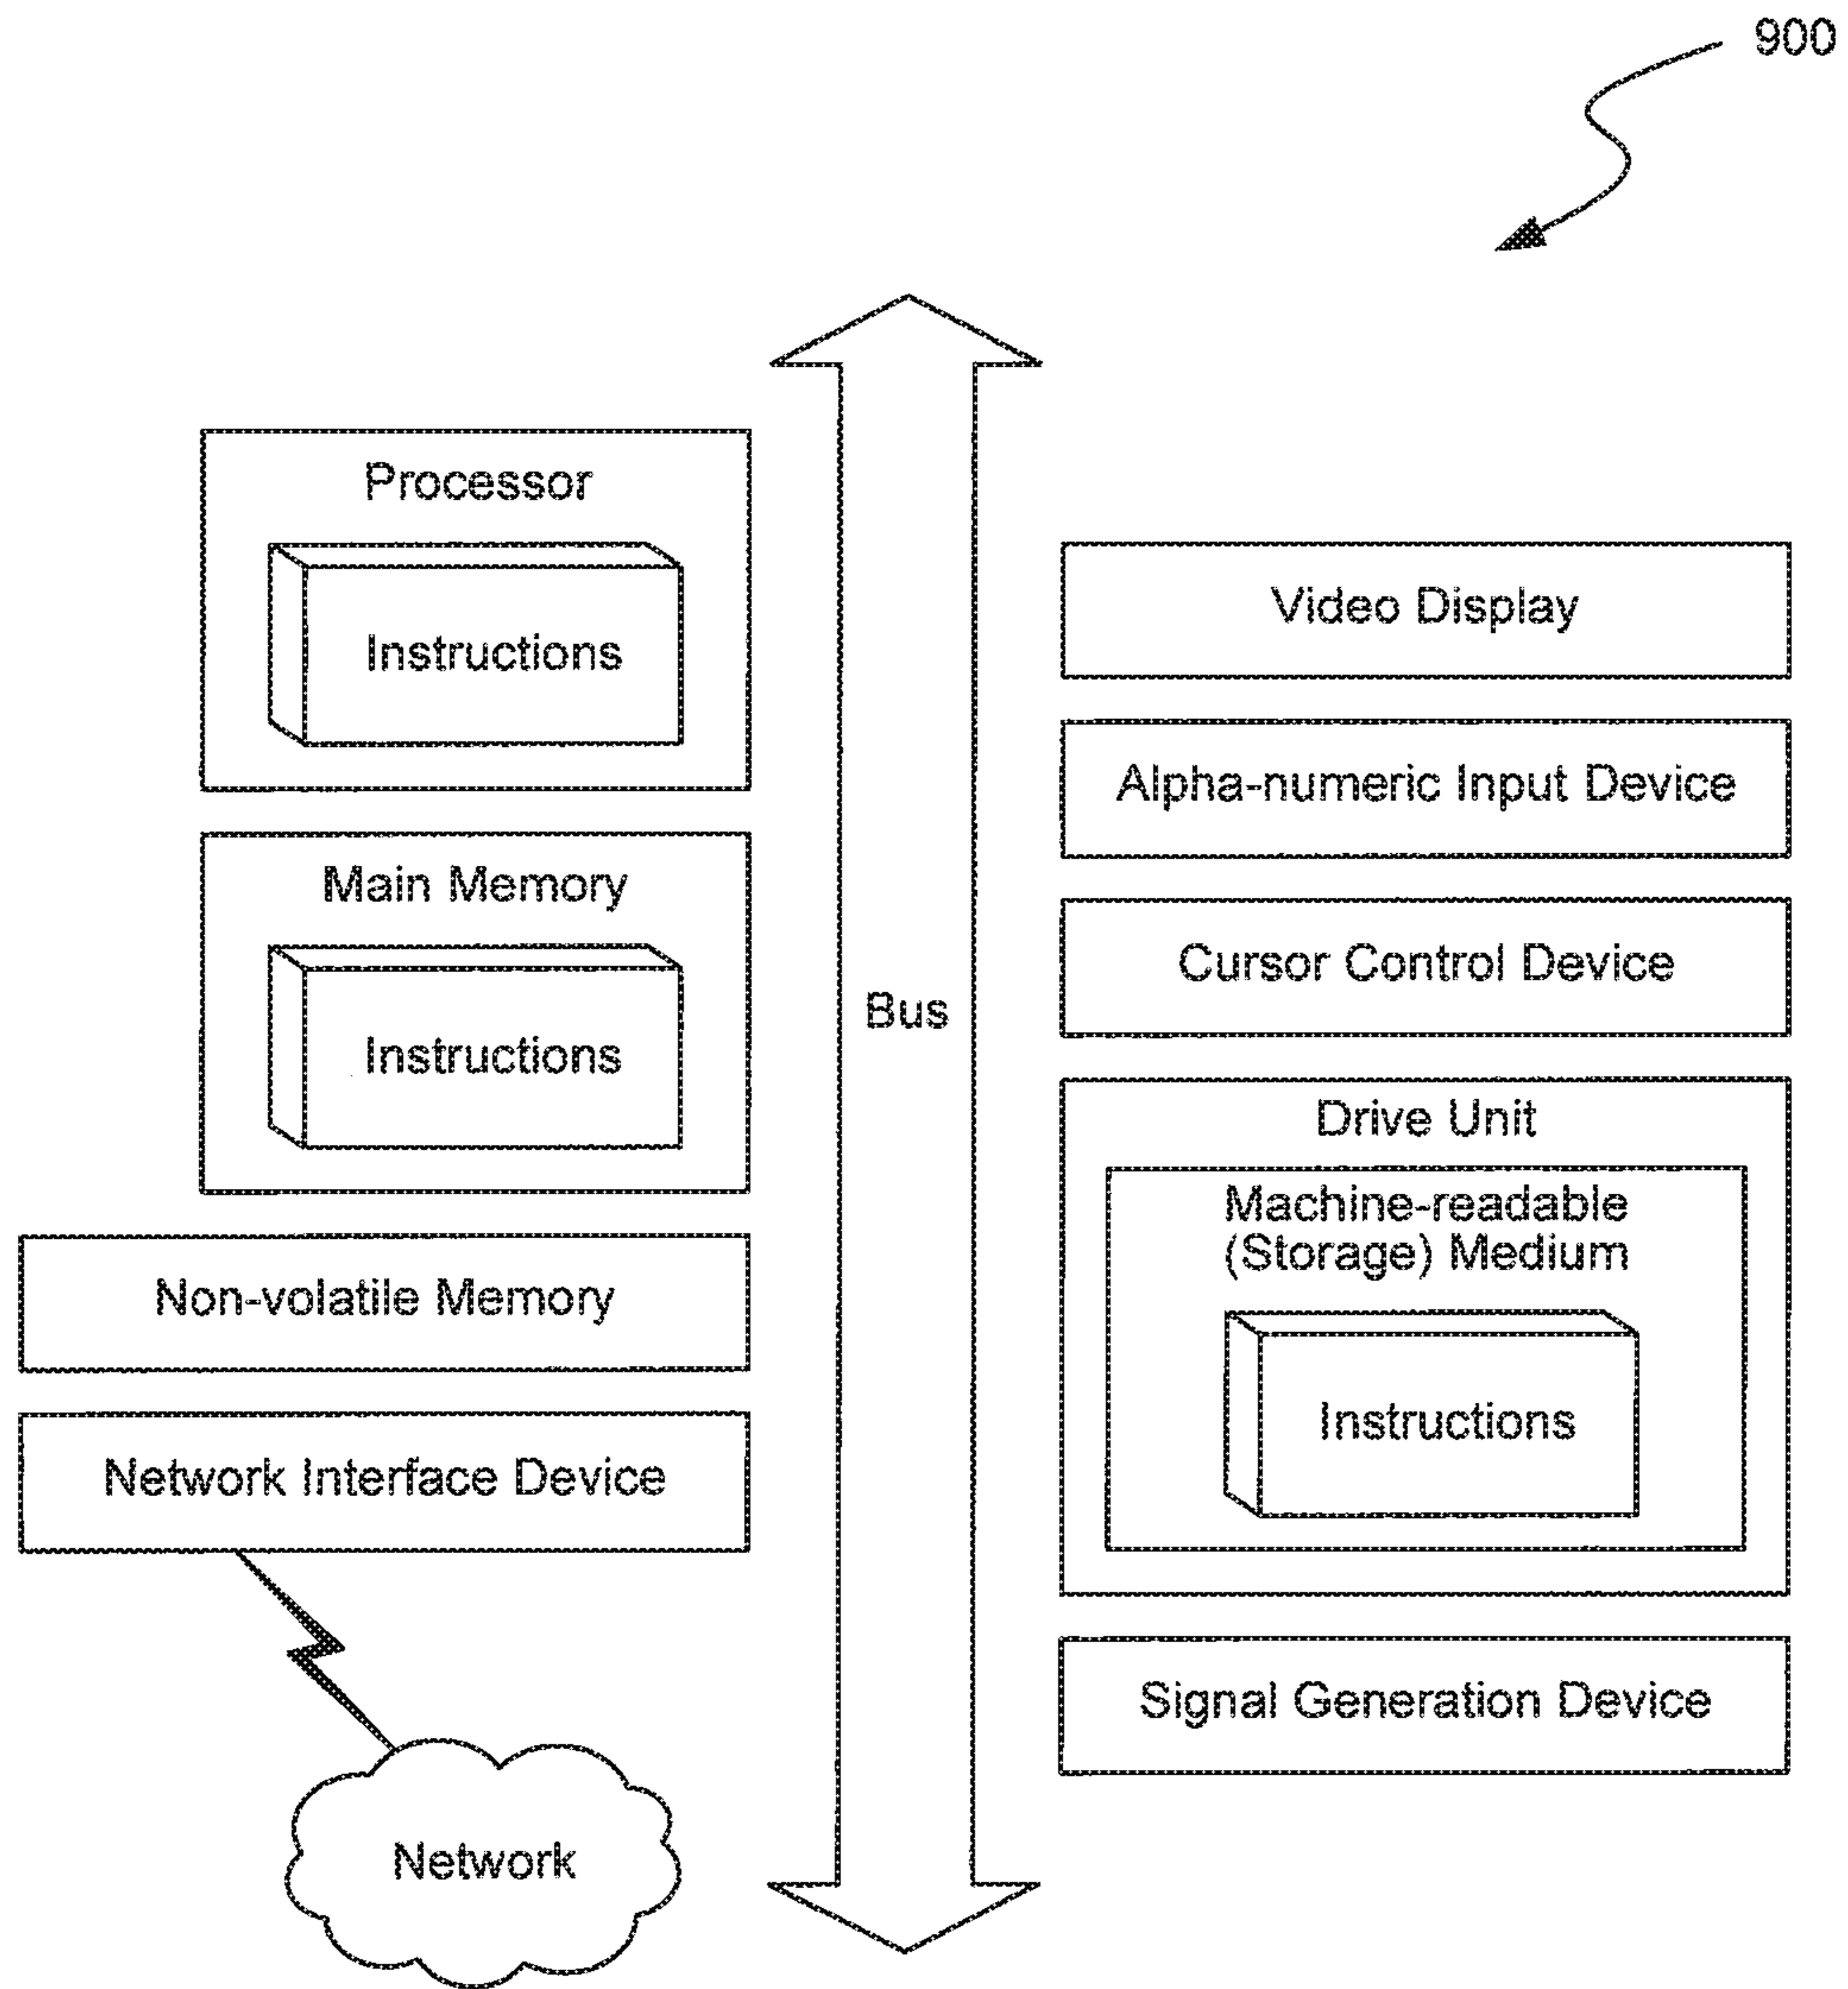 900
Processor
Instructions
Main Memory
Instructions
Non-volatile Memory
Network Interface Device
Network
Bus
Video Display
Alpha-numeric Input Device
Cursor Control Device
Drive Unit
Machine-readable
(Storage) Medium
Instructions
Signal Generation Device